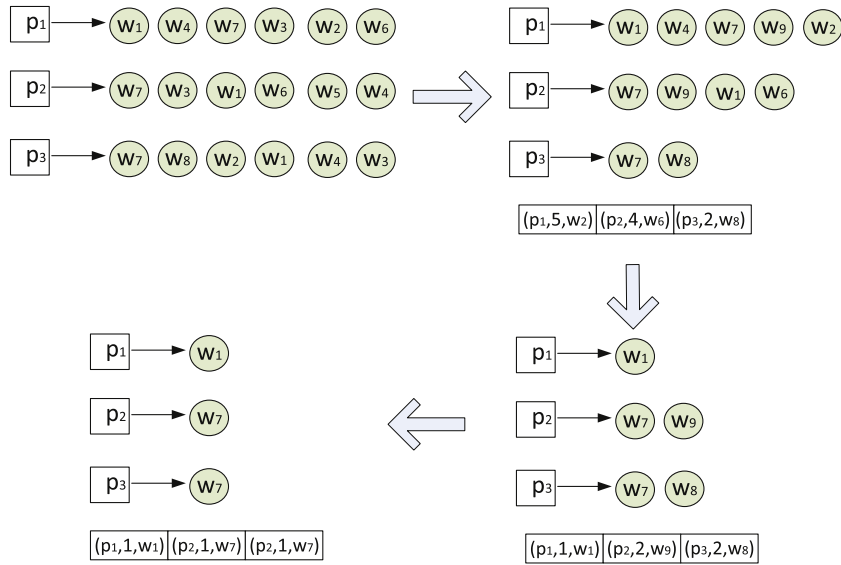 p1 w1 w4 w7 w3 w2 w6
p2 w7 w3 w1 w6 w5 w4
p3 w7 w8 w2 w1 w4 w3
p1 w1 w4 w7 w9 w2
p2 w7 w9 w1 w6
p3 w7 w8
(p1,5,w2) (p2,4,w6) (p3,2,w8)
p1 w1
p2 w7 w9
p3 w7 w8
(p1,1,w1) (p2,2,w9) (p3,2,w8)
p1 w1
p2 w7
p3 w7
(p1,1,w1) (p2,1,w7) (p2,1,w7)